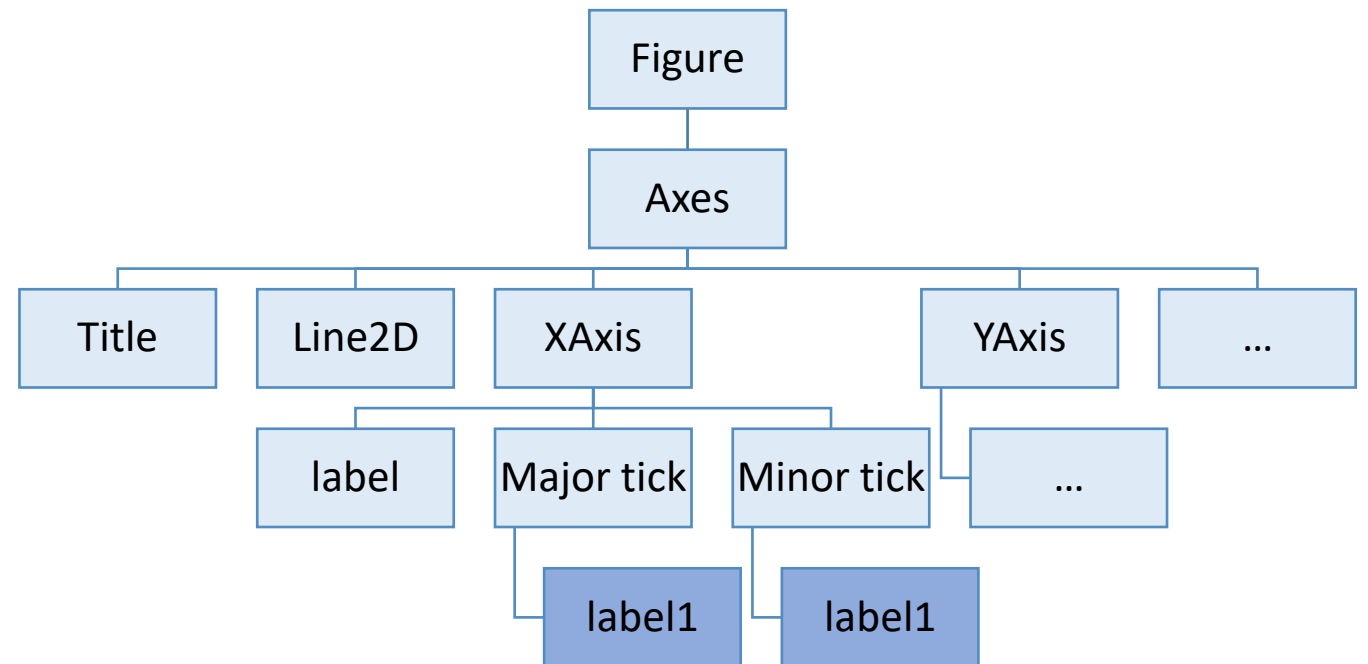 Figure
Axes
Title
Line2D
XAxis
YAxis
...
label
Major tick
Minor tick
...
label1
label1